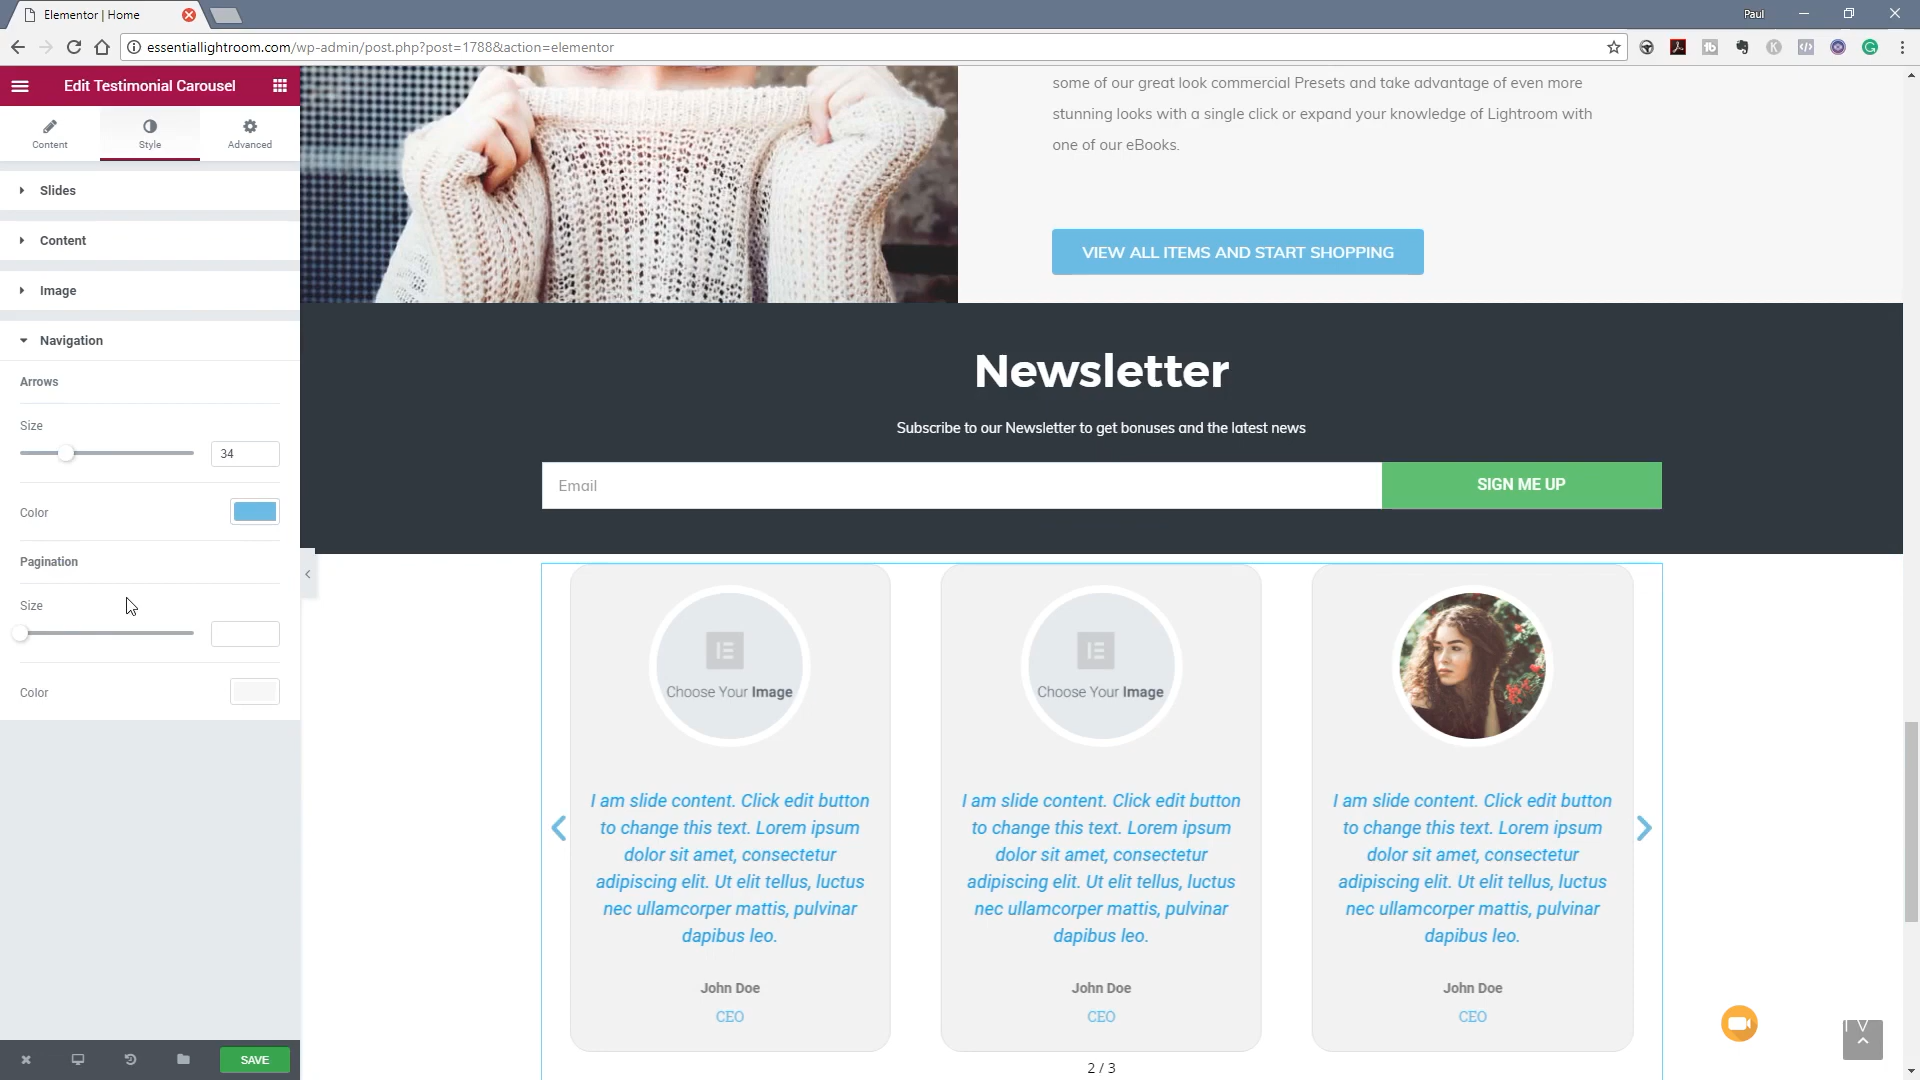 Elementor | Home
Paul
essentiallightroom.com/wp-admin/post.php?post=1788&action=elementor
Edit Testimonial Carousel
Content
Style
Advanced
Slides
Content
Image
Navigation
Arrows
Size
34
Color
Pagination
Size
Color
SAVE
some of our great look commercial Presets and take advantage of even more
stunning looks with a single click or expand your knowledge of Lightroom with
one of our eBooks.
VIEW ALL ITEMS AND START SHOPPING
Newsletter
Subscribe to our Newsletter to get bonuses and the latest news
Email
SIGN ME UP
Choose Your Image
I am slide content. Click edit button
to change this text. Lorem ipsum
dolor sit amet, consectetur
adipiscing elit. Ut elit tellus, luctus
nec ullamcorper mattis, pulvinar
dapibus leo.
John Doe
CEO
Choose Your Image
I am slide content. Click edit button
to change this text. Lorem ipsum
dolor sit amet, consectetur
adipiscing elit. Ut elit tellus, luctus
nec ullamcorper mattis, pulvinar
dapibus leo.
John Doe
CEO
I am slide content. Click edit button
to change this text. Lorem ipsum
dolor sit amet, consectetur
adipiscing elit. Ut elit tellus, luctus
nec ullamcorper mattis, pulvinar
dapibus leo.
John Doe
CEO
2 / 3